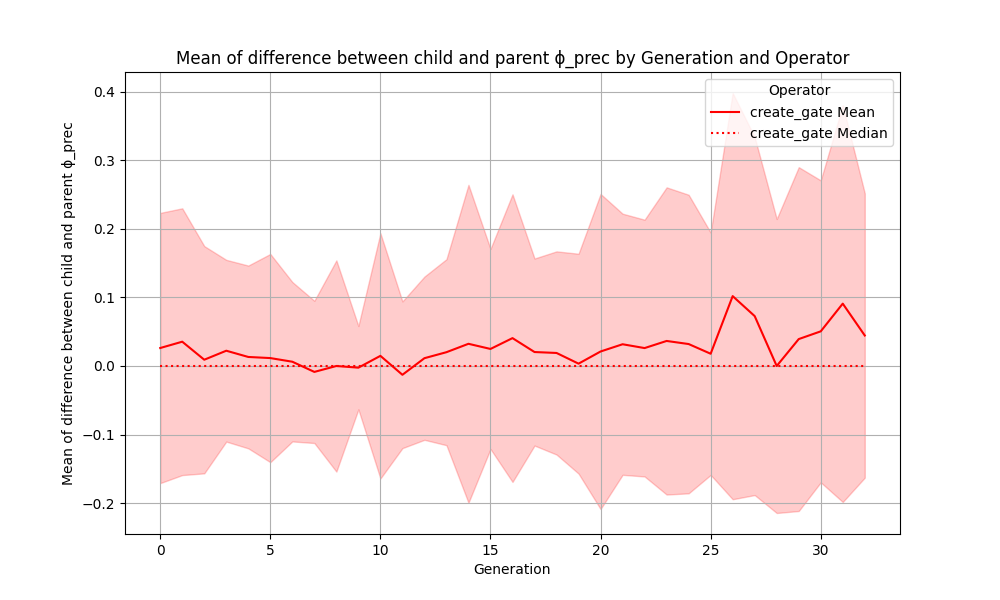 Mean of difference between child and parent ϕ_prec by Generation and Operator
Mean of difference between child and parent ϕ_prec
0.4
0.3
0.2
0.1
0.0
−0.1
−0.2
Operator
create_gate Mean
create_gate Median
0 5 10 15 20 25 30
Generation